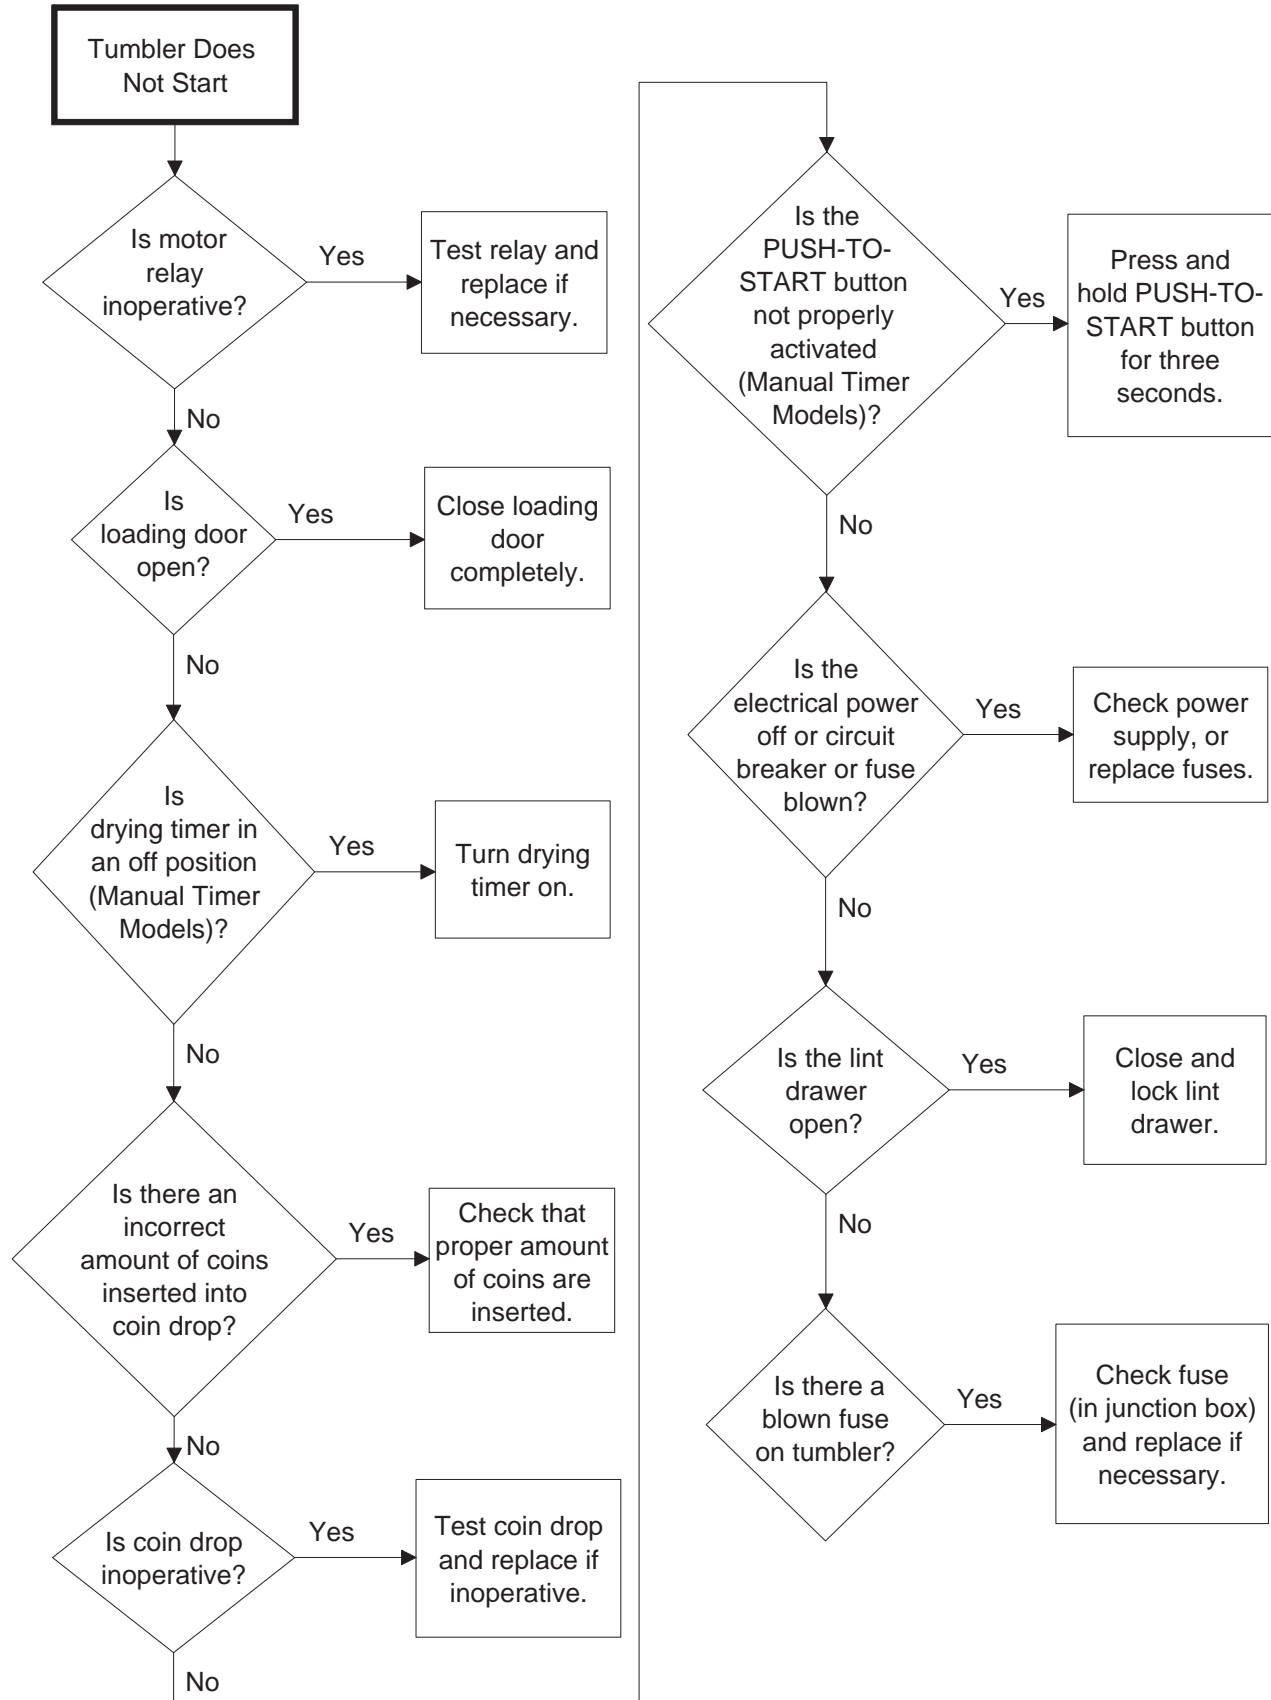 Tumbler Does
Not Start
Is motor
relay
inoperative?
Yes
Test relay and
replace if
necessary.
No
Is
loading door
open?
Yes
Close loading
door
completely.
No
Is
drying timer in
an off position
(Manual Timer
Models)?
Yes
Turn drying
timer on.
No
Is there an
incorrect
amount of coins
inserted into
coin drop?
Yes
Check that
proper amount
of coins are
inserted.
No
Is coin drop
inoperative?
Yes
Test coin drop
and replace if
inoperative.
No
Is the
PUSH-TO-
START button
not properly
activated
(Manual Timer
Models)?
Yes
Press and
hold PUSH-TO-
START button
for three
seconds.
No
Is the
electrical power
off or circuit
breaker or fuse
blown?
Yes
Check power
supply, or
replace fuses.
No
Is the lint
drawer
open?
Yes
Close and
lock lint
drawer.
No
Is there a
blown fuse
on tumbler?
Yes
Check fuse
(in junction box)
and replace if
necessary.